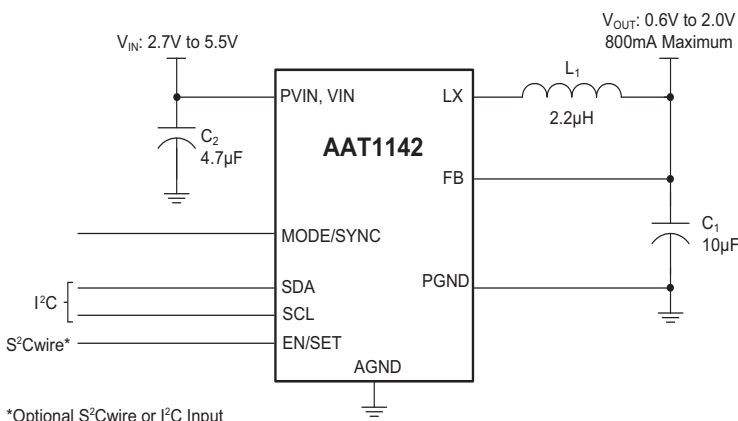 V_OUT: 0.6V to 2.0V
800mA Maximum
V_IN: 2.7V to 5.5V
L₁
2.2µH
PVIN, VIN
LX
C₂
4.7µF
AAT1142
FB
C₁
10µF
MODE/SYNC
SDA
PGND
I²C
SCL
S²Cwire*
EN/SET
AGND
*Optional S²Cwire or I²C Input